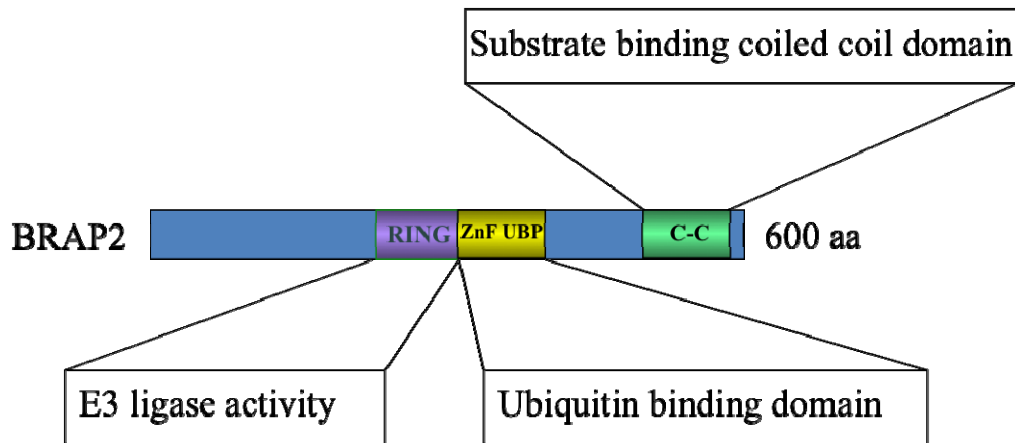 Substrate binding coiled coil domain
BRAP2 RING ZnF UBP C-C 600 aa
E3 ligase activity
Ubiquitin binding domain